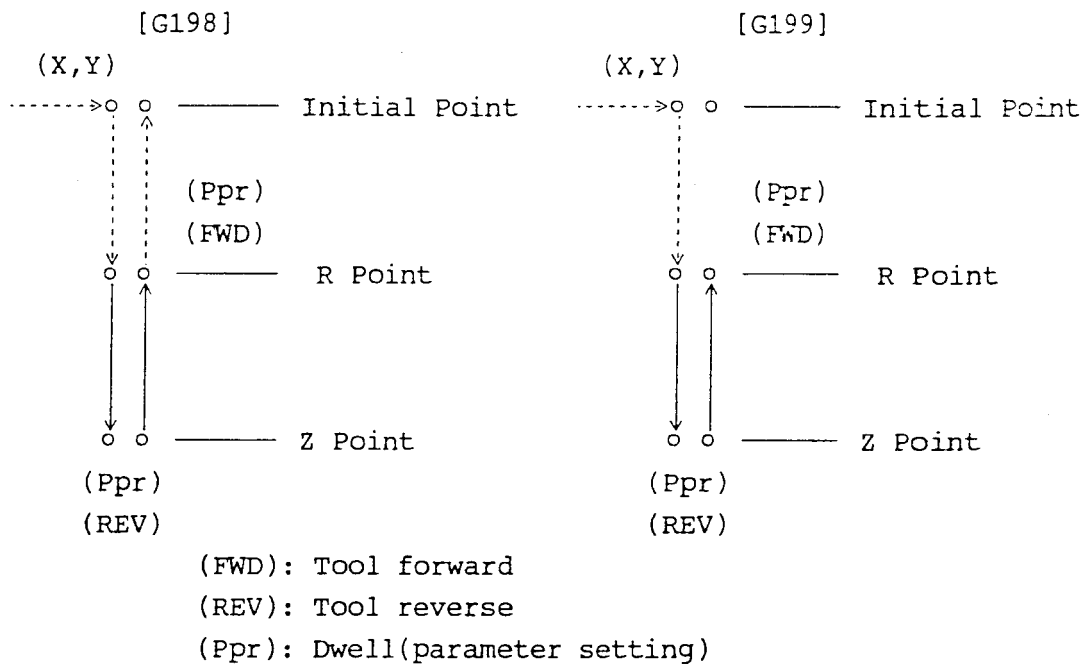 [G198] [G199]
(X,Y) (X,Y)
Initial Point Initial Point
(Ppr) (Ppr)
(FWD) (FWD)
R Point R Point
Z Point Z Point
(Ppr) (Ppr)
(REV) (REV)
(FWD): Tool forward
(REV): Tool reverse
(Ppr): Dwell(parameter setting)